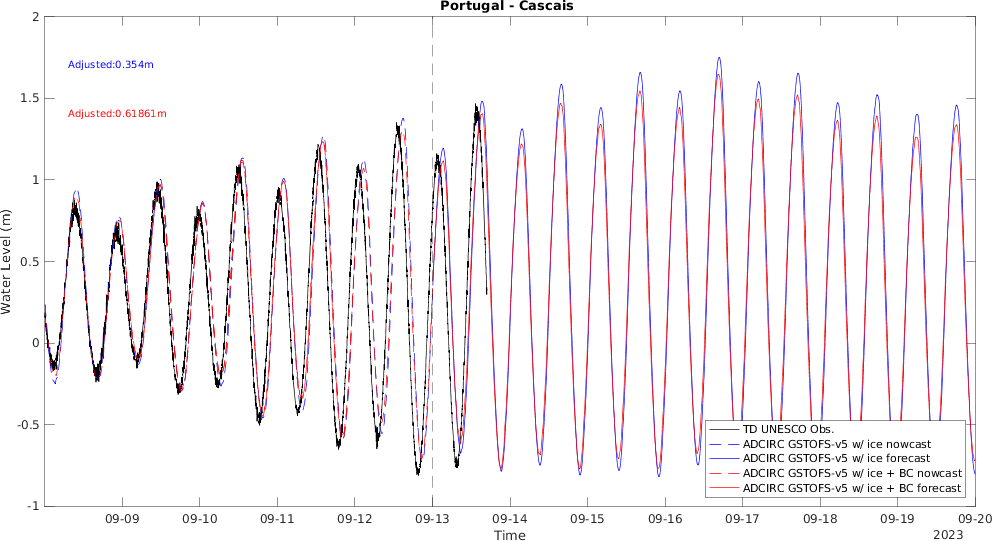 Portugal - Cascais
2
1.5
1
0.5
0
-0.5
-1
Water Level (m)
Adjusted:0.354m
Adjusted:0.61861m
TD UNESCO Obs.
ADCIRC GSTOFS-v5 w/ ice nowcast
ADCIRC GSTOFS-v5 w/ ice forecast
ADCIRC GSTOFS-v5 w/ ice + BC nowcast
ADCIRC GSTOFS-v5 w/ ice + BC forecast
09-09 09-10 09-11 09-12 09-13 09-14 09-15 09-16 09-17 09-18 09-19 09-20
Time
2023